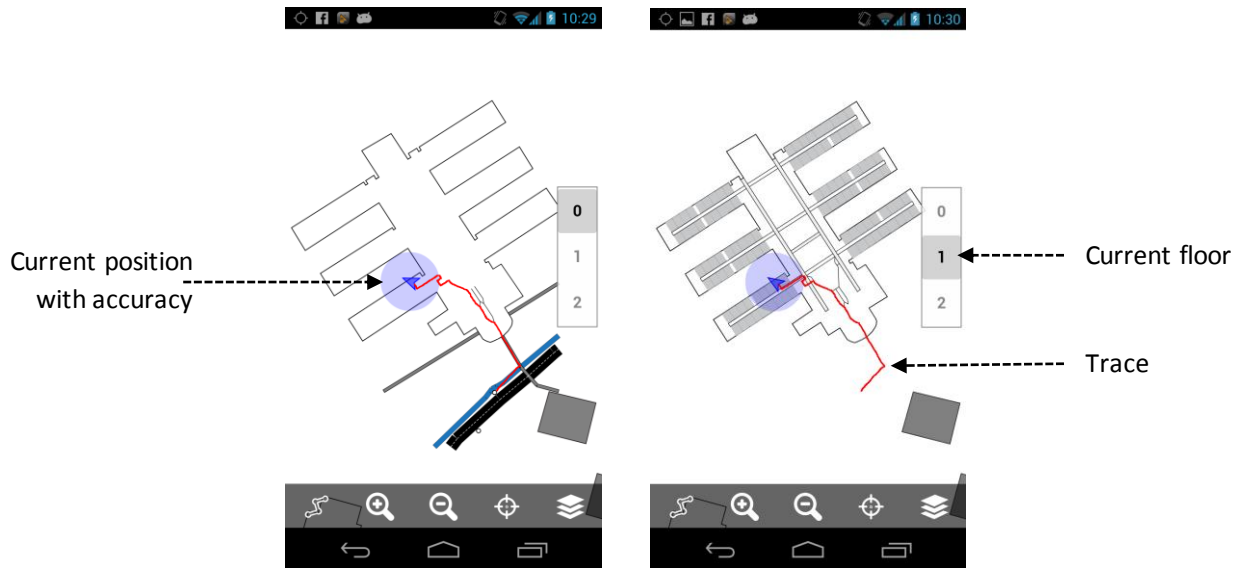 10:29
10:30
0
1
2
0
1
2
Current position
with accuracy
Current floor
Trace